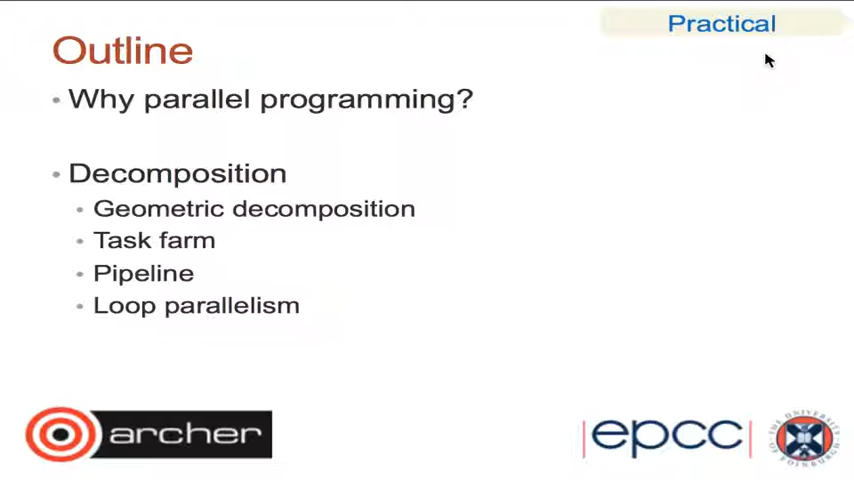 Practical
Outline
• Why parallel programming?
• Decomposition
• Geometric decomposition
• Task farm
• Pipeline
• Loop parallelism
archer
epcc
THE UNIVERSITY OF EDINBURGH